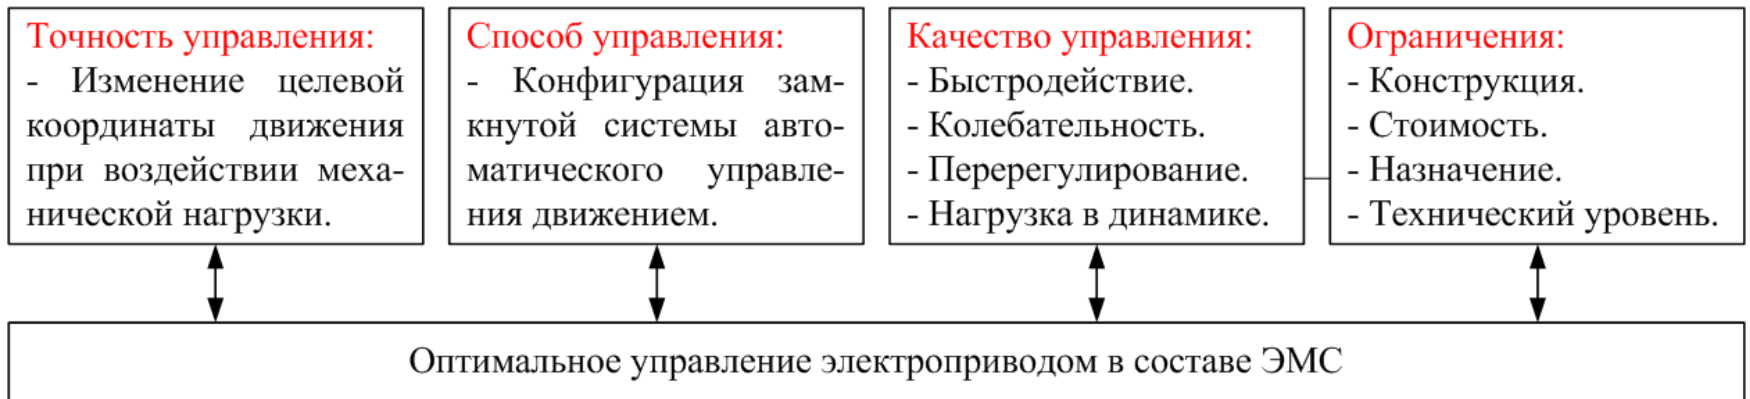 Точность управления:
- Изменение целевой
координаты движения
при воздействии меха-
нической нагрузки.
Способ управления:
- Конфигурация зам-
кнутой системы авто-
матического управле-
ния движением.
Качество управления:
- Быстродействие.
- Колебательность.
- Перерегулирование.
- Нагрузка в динамике.
Ограничения:
- Конструкция.
- Стоимость.
- Назначение.
- Технический уровень.
Оптимальное управление электроприводом в составе ЭМС